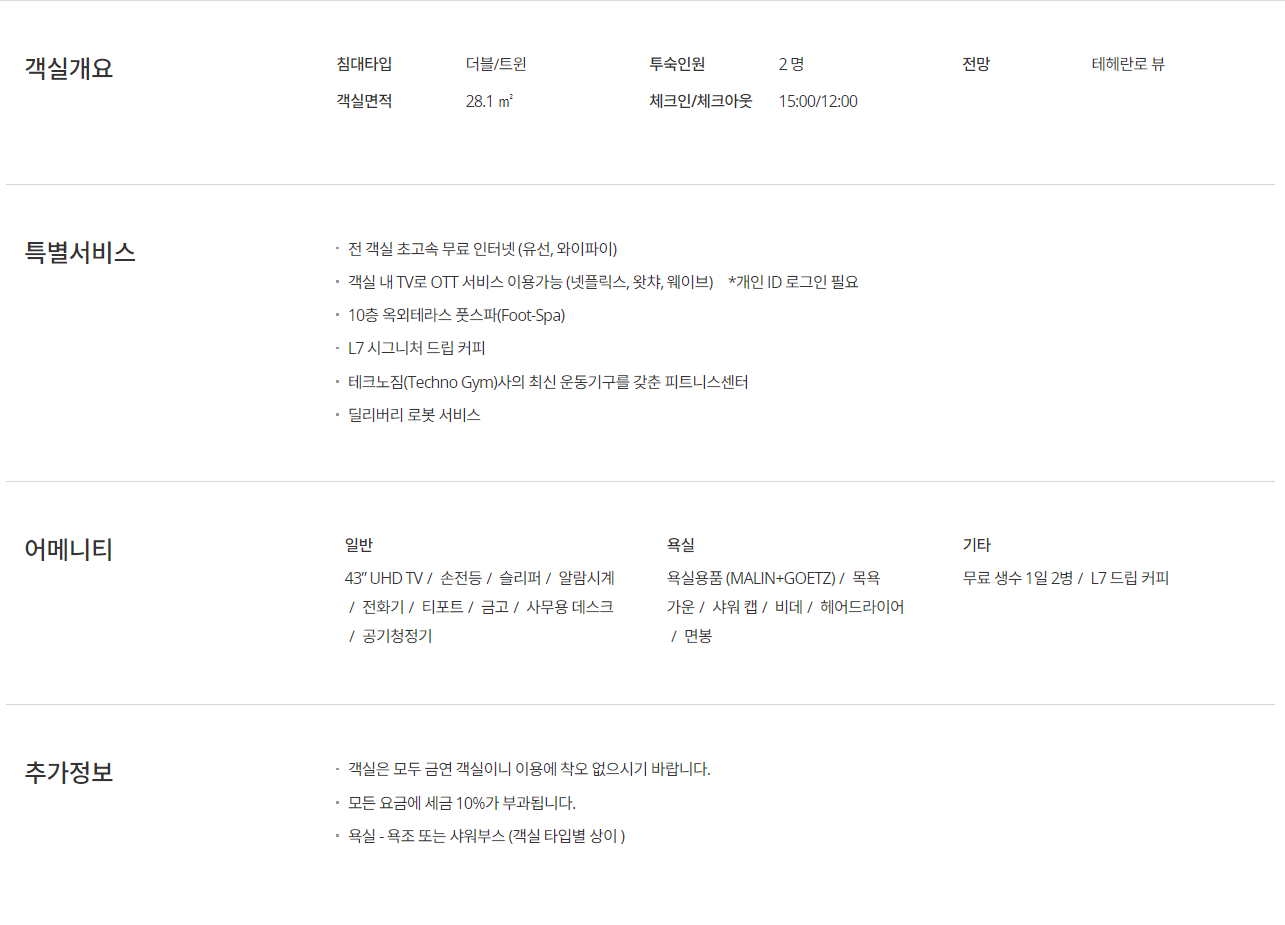 객실개요
침대타입 더블/트윈 투숙인원 2 명 전망 테헤란로 뷰
객실면적 28.1 ㎡ 체크인/체크아웃 15:00/12:00
특별서비스
· 전 객실 초고속 무료 인터넷 (유선, 와이파이)
· 객실 내 TV로 OTT 서비스 이용가능 (넷플릭스, 왓챠, 웨이브) *개인 ID 로그인 필요
· 10층 옥외테라스 풋스파(Foot-Spa)
· L7 시그니처 드립 커피
· 테크노짐(Techno Gym)사의 최신 운동기구를 갖춘 피트니스센터
· 딜리버리 로봇 서비스
어메니티
일반
43” UHD TV / 손전등 / 슬리퍼 / 알람시계
/ 전화기 / 티포트 / 금고 / 사무용 데스크
/ 공기청정기
욕실
욕실용품 (MALIN+GOETZ) / 목욕
가운 / 샤워 캡 / 비데 / 헤어드라이어
/ 면봉
기타
무료 생수 1일 2병 / L7 드립 커피
추가정보
· 객실은 모두 금연 객실이니 이용에 착오 없으시기 바랍니다.
· 모든 요금에 세금 10%가 부과됩니다.
· 욕실 - 욕조 또는 샤워부스 (객실 타입별 상이 )